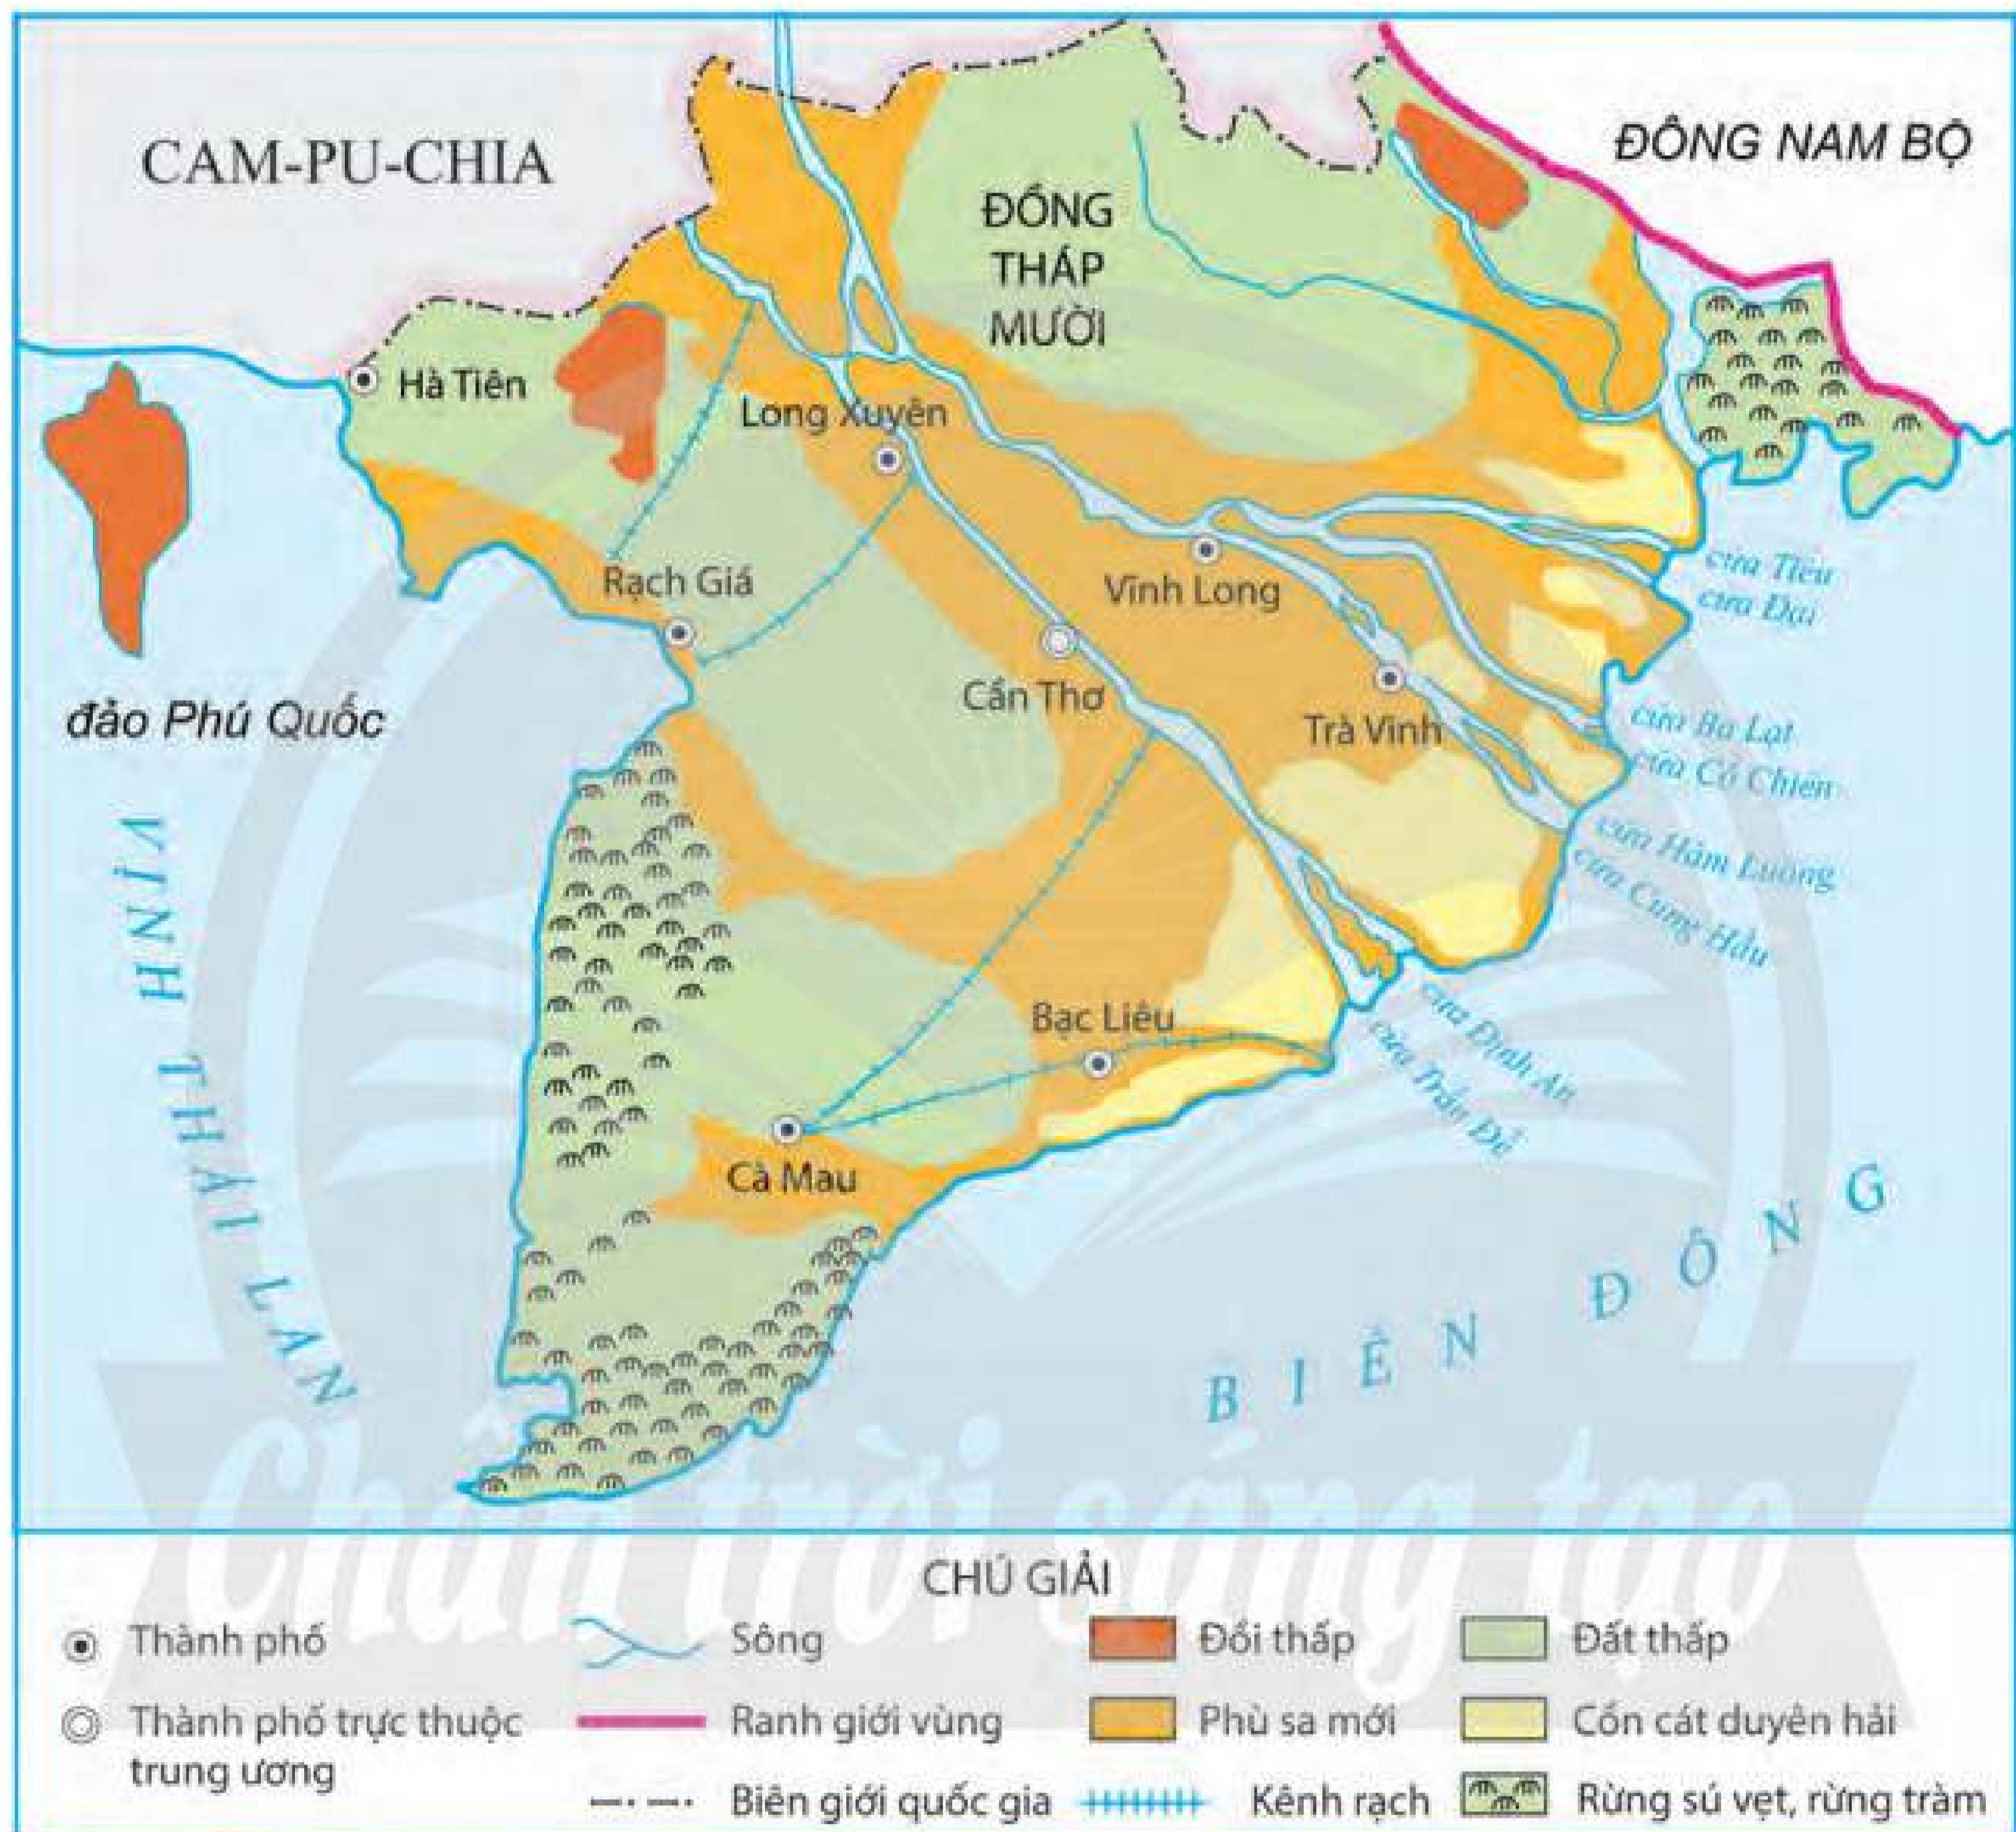 CAM-PU-CHIA
ĐÔNG NAM BỘ
ĐỒNG
THÁP
MƯỜI
Hà Tiên
Long Xuyên
Rạch Giá
Vĩnh Long
cửa Tiểu
cửa Đại
Cần Thơ
đảo Phú Quốc
Trà Vinh
cửa Ba Lạt
cửa Cổ Chiên
cửa Hàm Luông
cửa Cung Hầu
VỊNH THÁI LAN
Bạc Liêu
cửa Định An
cửa Trần Đề
Cà Mau
BIỂN ĐÔNG
Chân trời sáng tạo
CHÚ GIẢI
Thành phố
Sông
Đồi thấp
Đất thấp
Thành phố trực thuộc
trung ương
Ranh giới vùng
Phù sa mới
Cồn cát duyên hải
Biên giới quốc gia
Kênh rạch
Rừng sú vẹt, rừng tràm